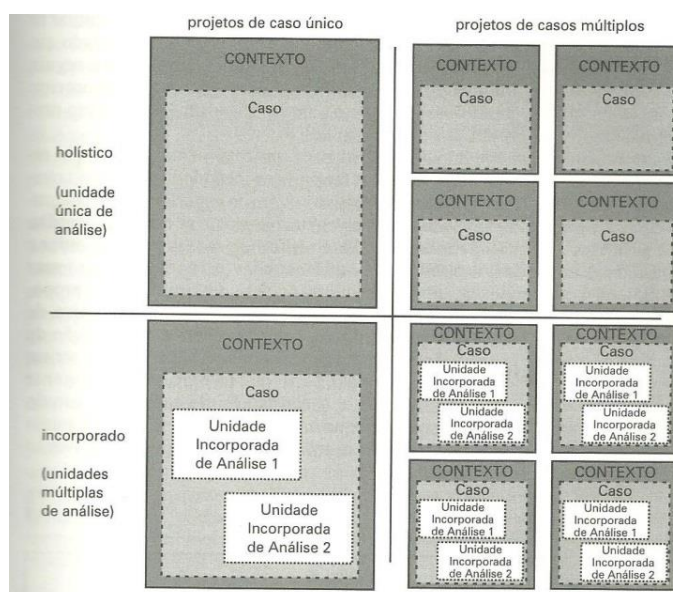 projetos de caso único
projetos de casos múltiplos
holístico
(unidade
única de
análise)
CONTEXTO
Caso
CONTEXTO
Caso
CONTEXTO
Caso
CONTEXTO
Caso
CONTEXTO
Caso
incorporado
(unidades
múltiplas
de análise)
CONTEXTO
Caso
Unidade
Incorporada
de Análise 1
Unidade
Incorporada
de Análise 2
CONTEXTO
Caso
Unidade
Incorporada
de Análise 1
Unidade
Incorporada
de Análise 2
CONTEXTO
Caso
Unidade
Incorporada
de Análise 1
Unidade
Incorporada
de Análise 2
CONTEXTO
Caso
Unidade
Incorporada
de Análise 1
Unidade
Incorporada
de Análise 2
CONTEXTO
Caso
Unidade
Incorporada
de Análise 1
Unidade
Incorporada
de Análise 2